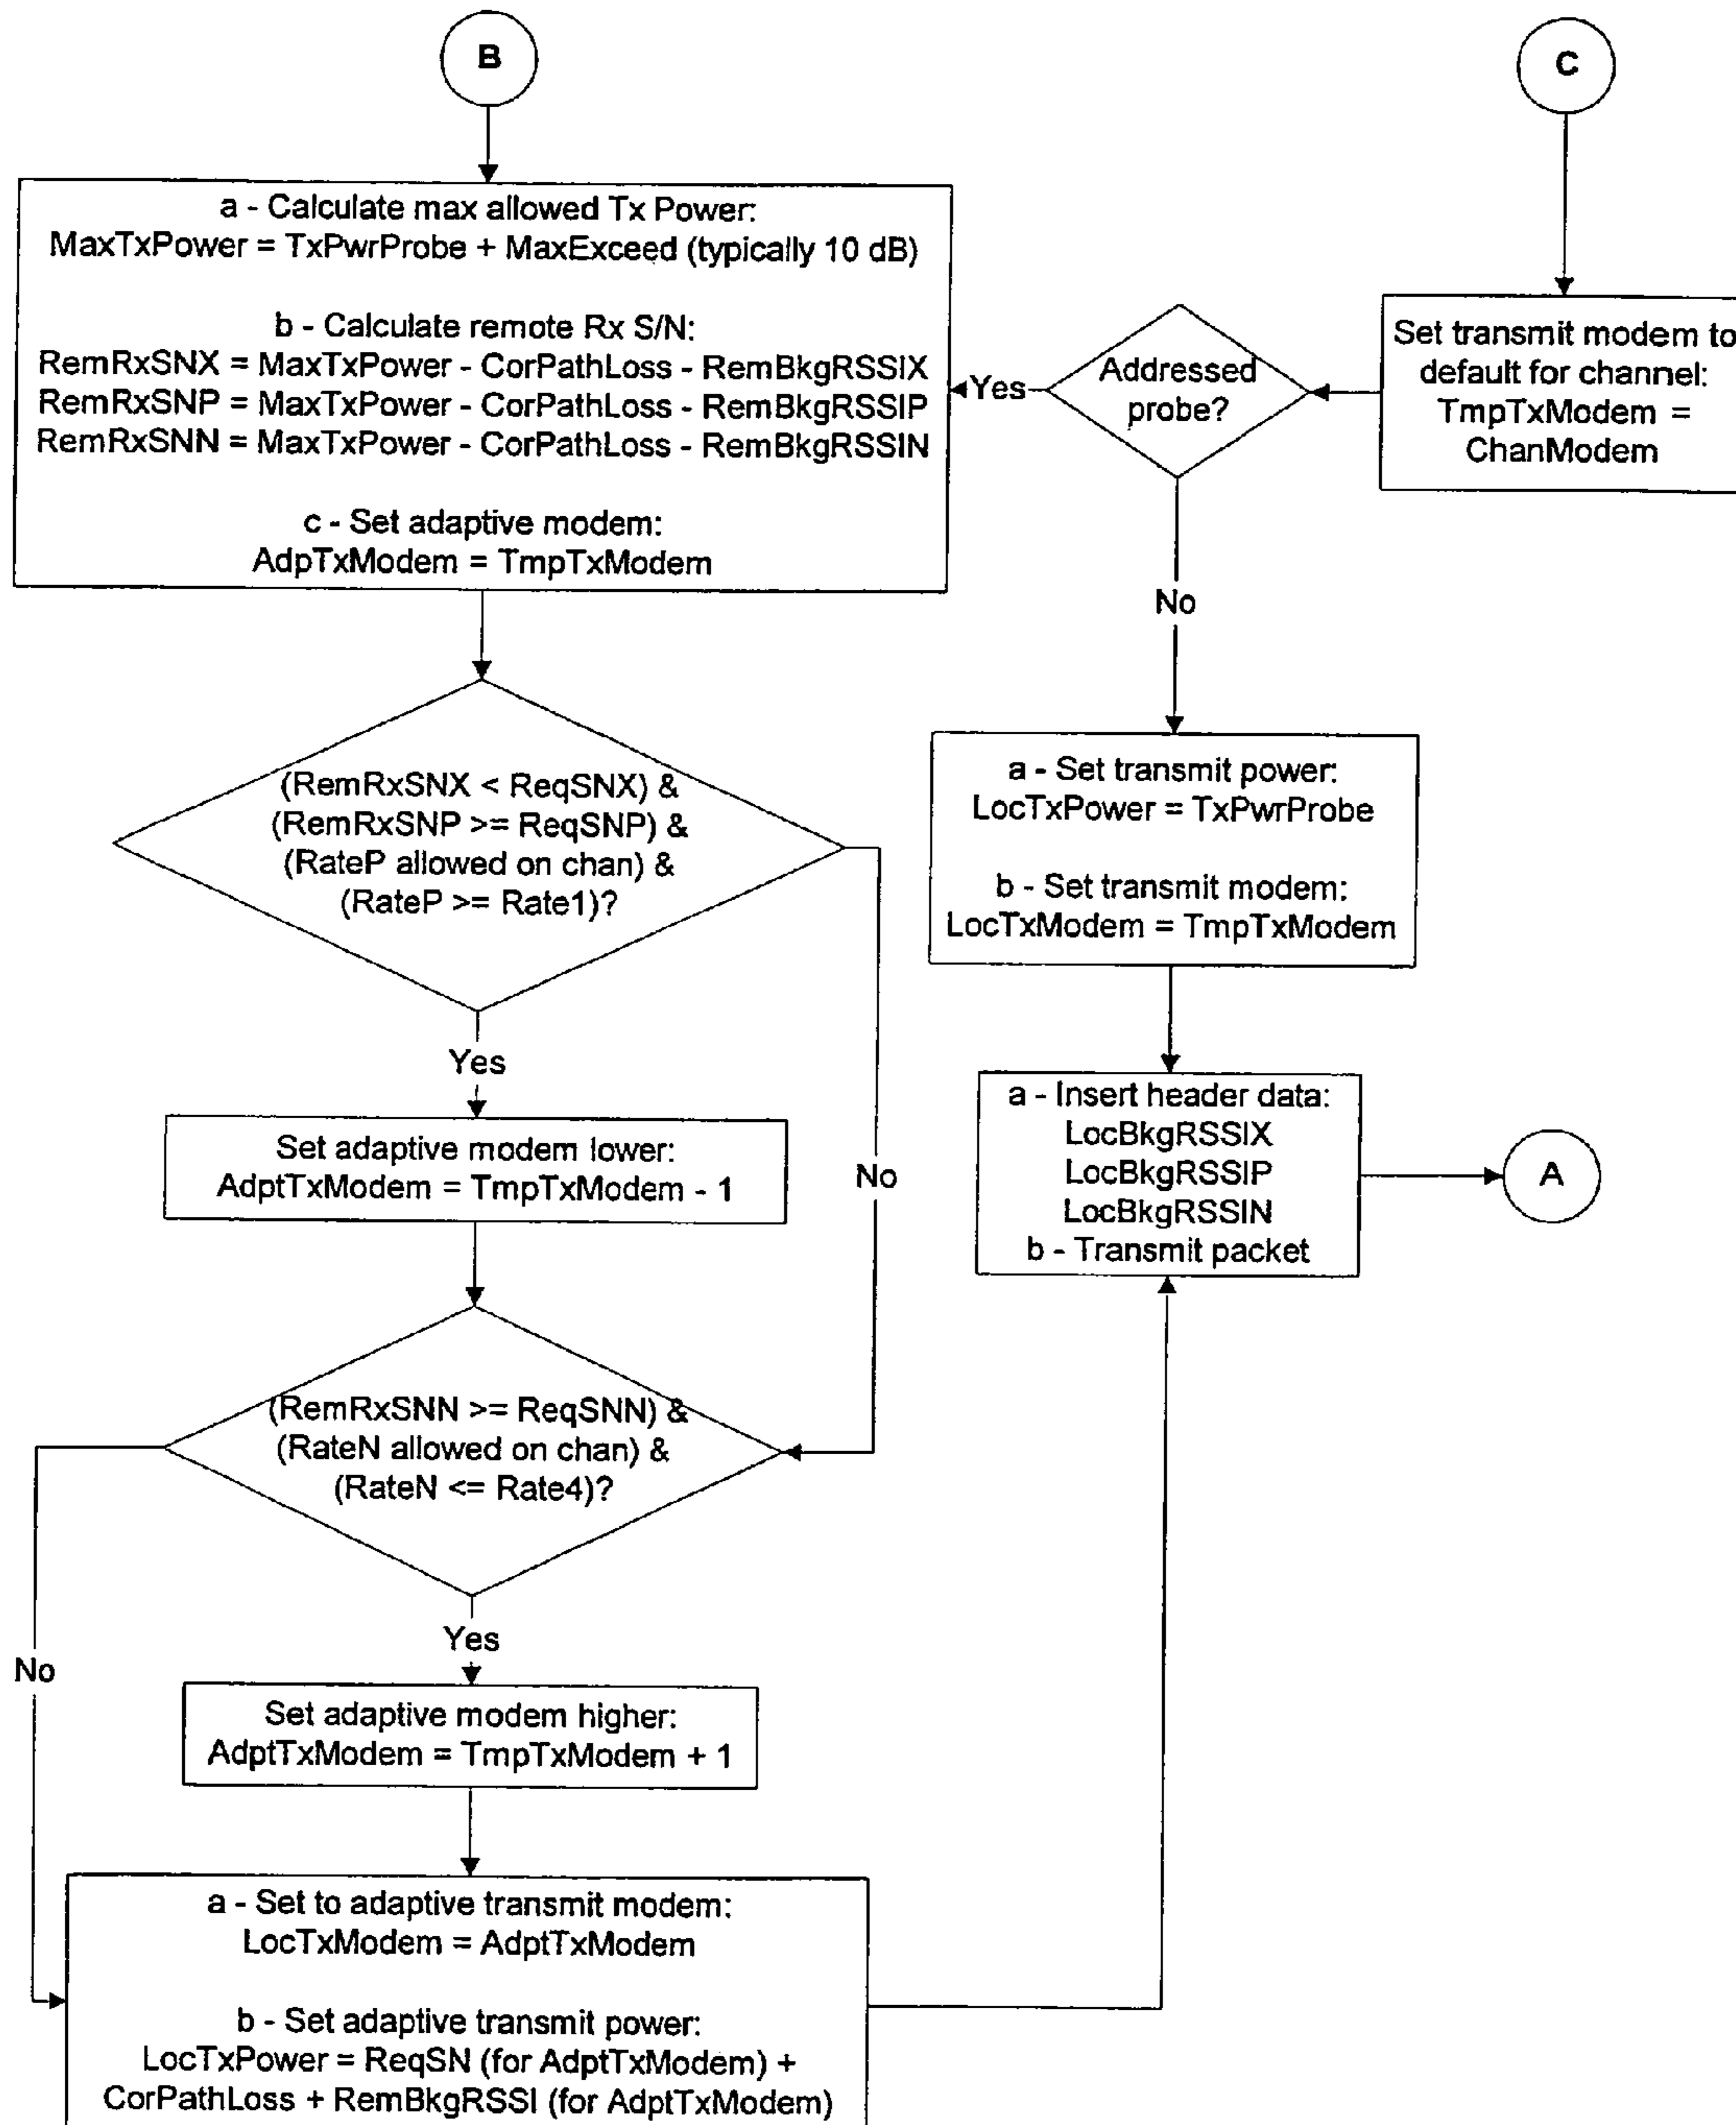 B
C
a - Calculate max allowed Tx Power:
MaxTxPower = TxPwrProbe + MaxExceed (typically 10 dB)
b - Calculate remote Rx S/N:
RemRxSNX = MaxTxPower - CorPathLoss - RemBkgRSSIX
RemRxSNP = MaxTxPower - CorPathLoss - RemBkgRSSIP
RemRxSNN = MaxTxPower - CorPathLoss - RemBkgRSSIN
c - Set adaptive modem:
AdpTxModem = TmpTxModem
Yes
Addressed
probe?
Set transmit modem to
default for channel:
TmpTxModem =
ChanModem
No
(RemRxSNX < ReqSNX) &
(RemRxSNP >= ReqSNP) &
(RateP allowed on chan) &
(RateP >= Rate1)?
a - Set transmit power:
LocTxPower = TxPwrProbe
b - Set transmit modem:
LocTxModem = TmpTxModem
Yes
No
Set adaptive modem lower:
AdptTxModem = TmpTxModem - 1
a - Insert header data:
LocBkgRSSIX
LocBkgRSSIP
LocBkgRSSIN
b - Transmit packet
A
(RemRxSNN >= ReqSNN) &
(RateN allowed on chan) &
(RateN <= Rate4)?
Yes
No
Set adaptive modem higher:
AdptTxModem = TmpTxModem + 1
a - Set to adaptive transmit modem:
LocTxModem = AdptTxModem
b - Set adaptive transmit power:
LocTxPower = ReqSN (for AdptTxModem) +
CorPathLoss + RemBkgRSSI (for AdptTxModem)